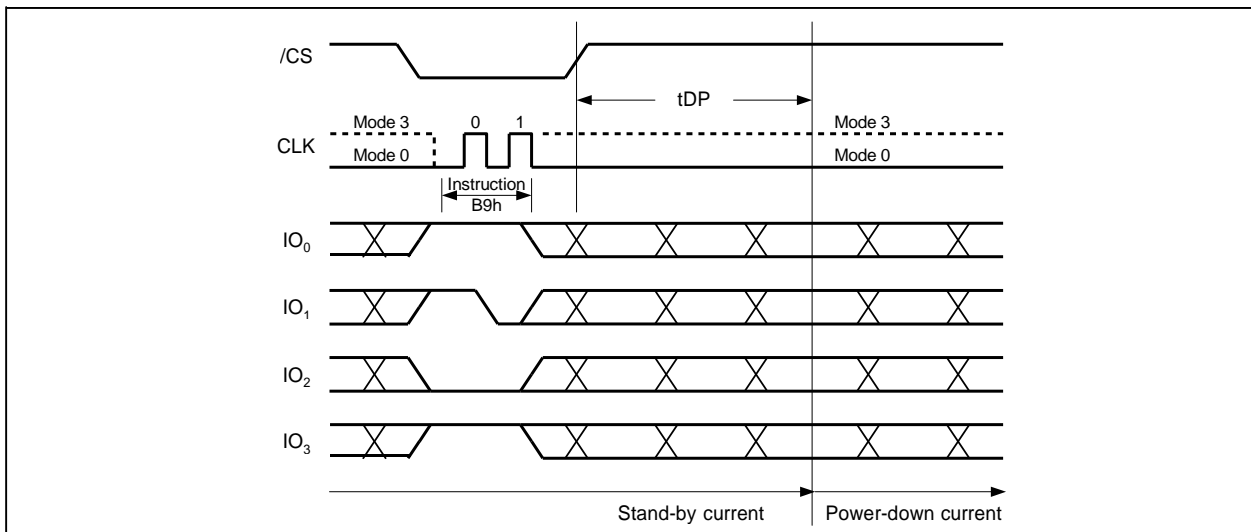 /CS
tDP
Mode 3 0 1 Mode 3
CLK
Mode 0 Mode 0
Instruction
B9h
IO0
IO1
IO2
IO3
Stand-by current Power-down current